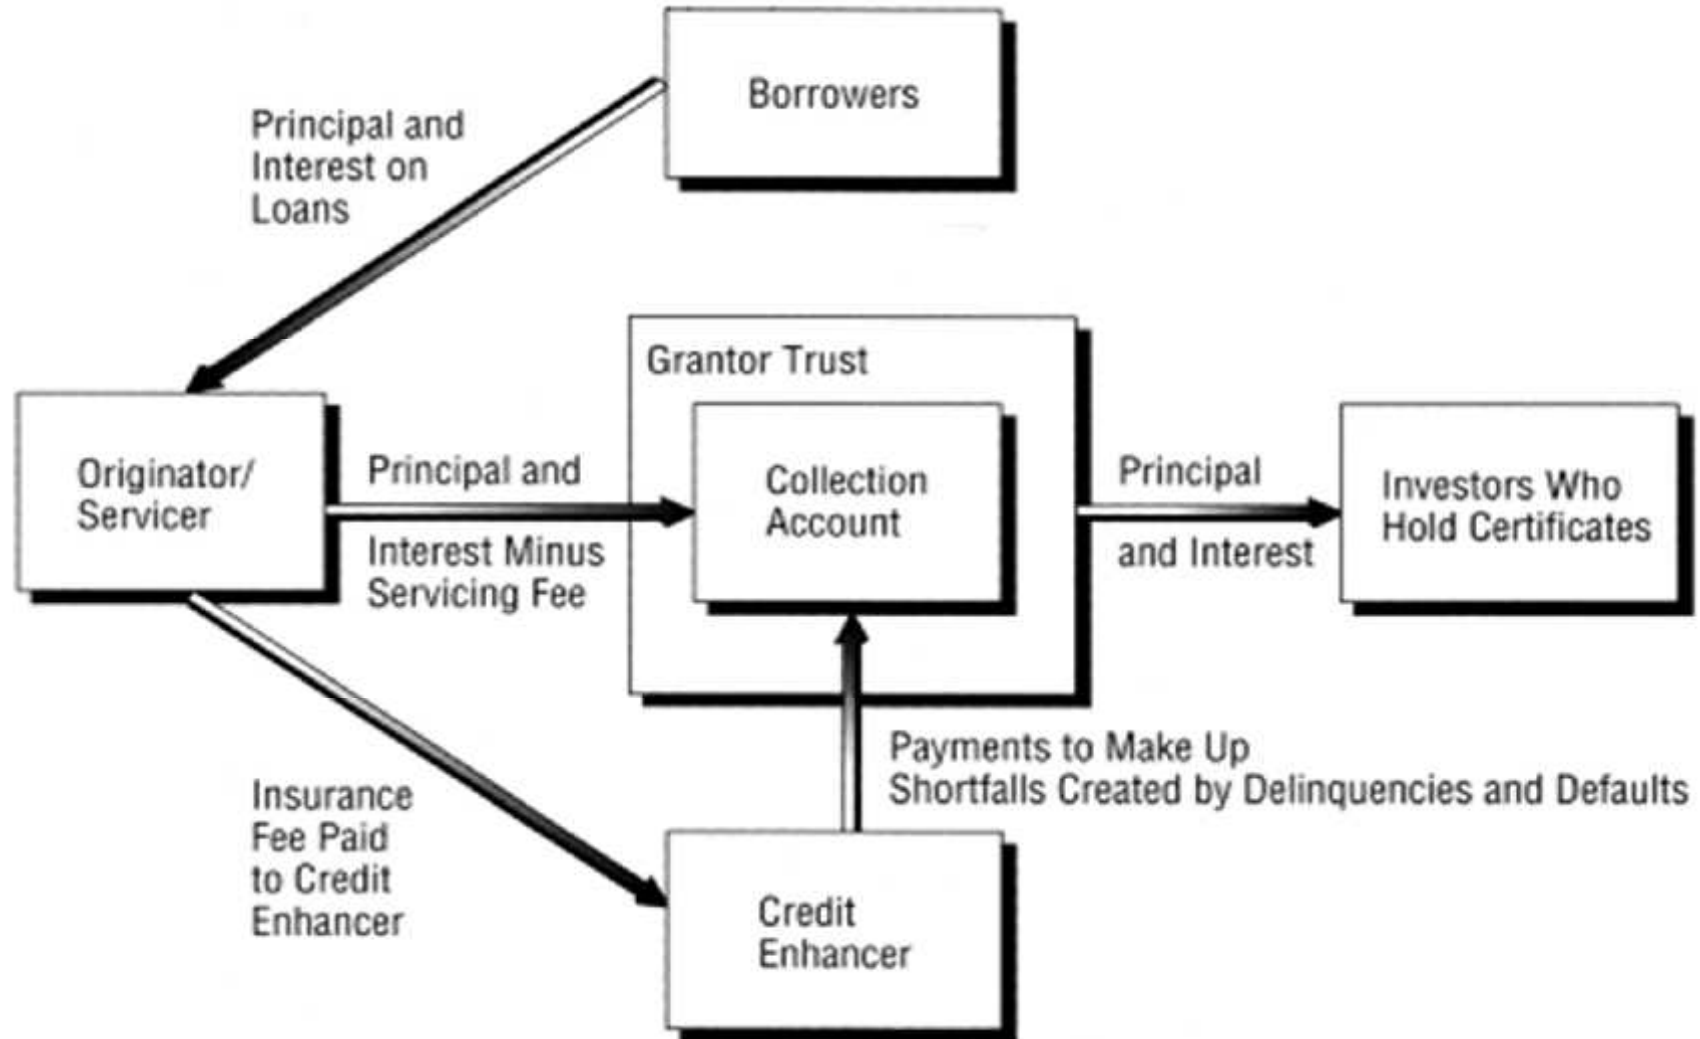 Borrowers
Principal and
Interest on
Loans
Grantor Trust
Originator/
Servicer
Principal and
Interest Minus
Servicing Fee
Collection
Account
Principal
and Interest
Investors Who
Hold Certificates
Payments to Make Up
Shortfalls Created by Delinquencies and Defaults
Insurance
Fee Paid
to Credit
Enhancer
Credit
Enhancer